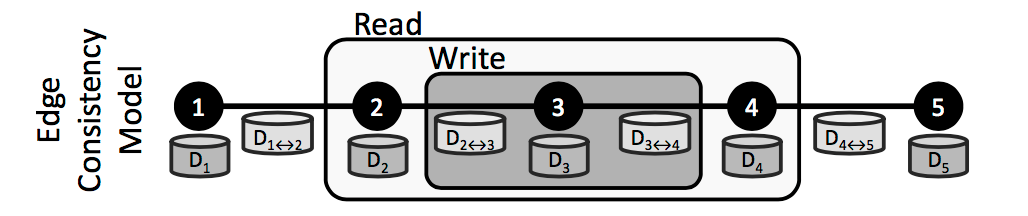 Read
Write
Edge
Consistency
Model
1 2 3 4 5
D1↔2 D2↔3 D3↔4 D4↔5
D1 D2 D3 D4 D5